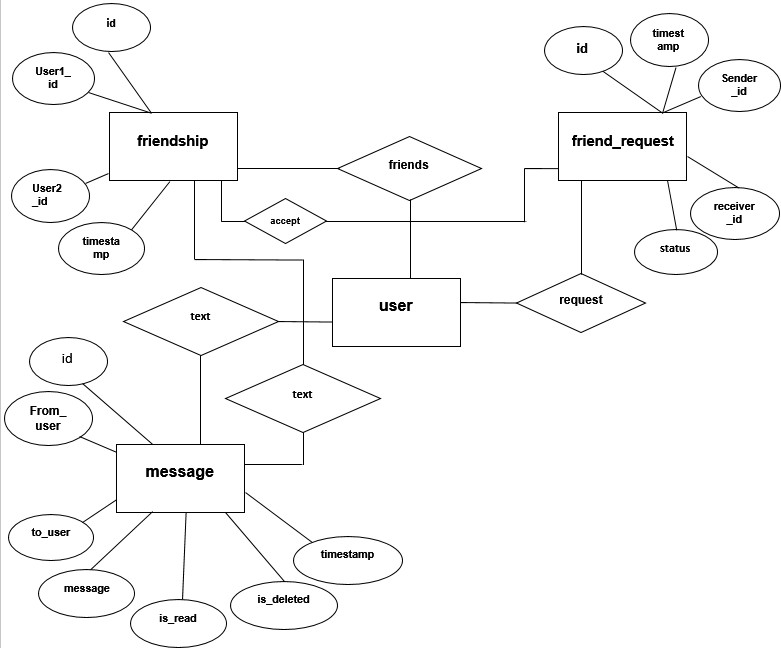 id
timest
amp
id
User1_
id
Sender
_id
friendship
friend_request
friends
User2
_id
receiver
_id
accept
timesta
mp
status
request
user
text
id
text
From_
user
message
to_user
timestamp
message
is_deleted
is_read